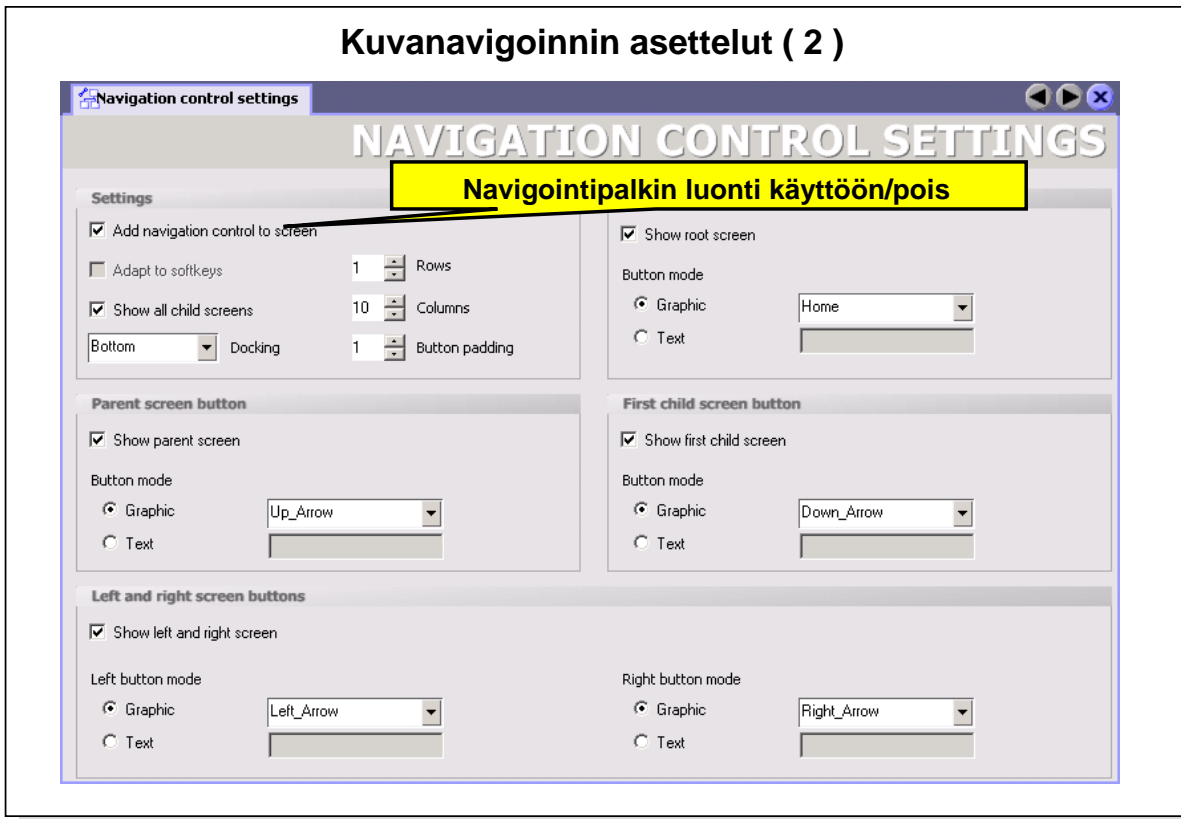 Kuvanavigoinnin asettelut ( 2 )
Navigation control settings
NAVIGATION CONTROL SETTINGS
Navigointipalkin luonti käyttöön/pois
Settings
Add navigation control to screen
Adapt to softkeys
1 Rows
Show all child screens
10 Columns
Bottom Docking
1 Button padding
Show root screen
Button mode
Graphic Home
Text
Parent screen button
Show parent screen
Button mode
Graphic Up_Arrow
Text
First child screen button
Show first child screen
Button mode
Graphic Down_Arrow
Text
Left and right screen buttons
Show left and right screen
Left button mode
Graphic Left_Arrow
Text
Right button mode
Graphic Right_Arrow
Text